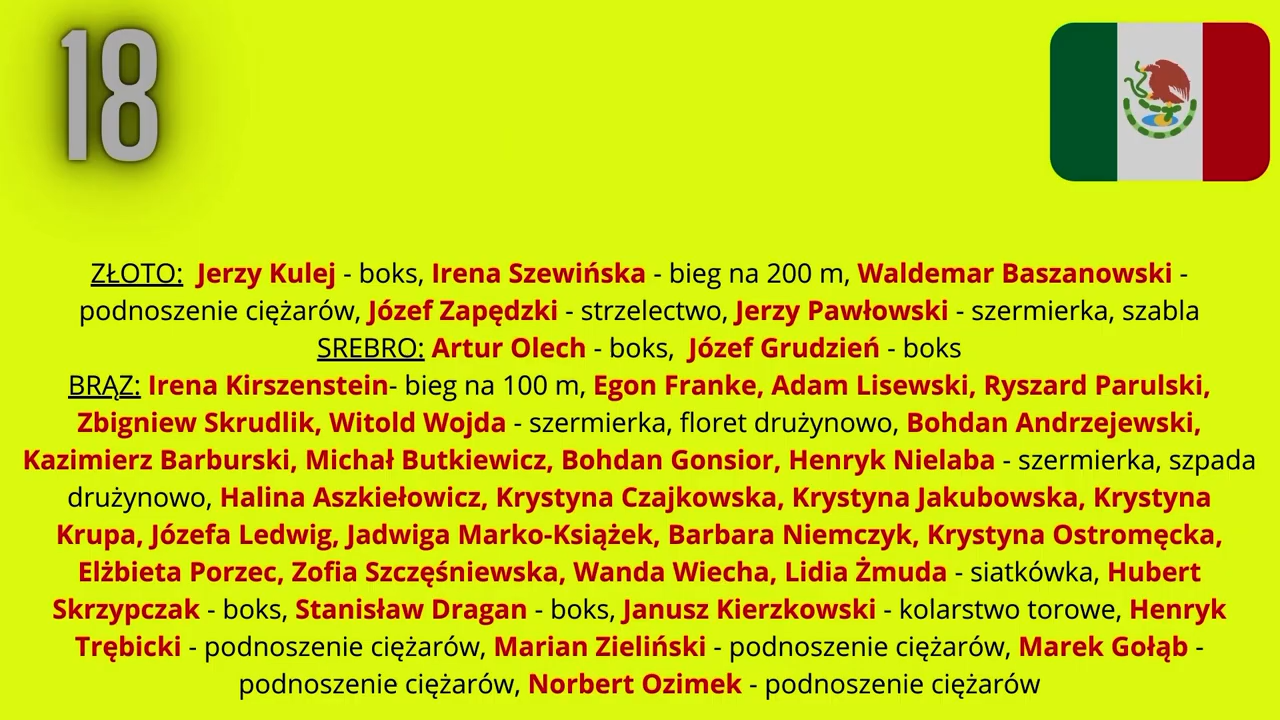 18
ZŁOTO: Jerzy Kulej - boks, Irena Szewińska - bieg na 200 m, Waldemar Baszanowski -
podnoszenie ciężarów, Józef Zapędzki - strzelectwo, Jerzy Pawłowski - szermierka, szabla
SREBRO: Artur Olech - boks, Józef Grudzień - boks
BRĄZ: Irena Kirszenstein- bieg na 100 m, Egon Franke, Adam Lisewski, Ryszard Parulski,
Zbigniew Skrudlik, Witold Wojda - szermierka, floret drużynowo, Bohdan Andrzejewski,
Kazimierz Barburski, Michał Butkiewicz, Bohdan Gonsior, Henryk Nielaba - szermierka, szpada
drużynowo, Halina Aszkiełowicz, Krystyna Czajkowska, Krystyna Jakubowska, Krystyna
Krupa, Józefa Ledwig, Jadwiga Marko-Książek, Barbara Niemczyk, Krystyna Ostromęcka,
Elżbieta Porzec, Zofia Szczęśniewska, Wanda Wiecha, Lidia Żmuda - siatkówka, Hubert
Skrzypczak - boks, Stanisław Dragan - boks, Janusz Kierzkowski - kolarstwo torowe, Henryk
Trębicki - podnoszenie ciężarów, Marian Zieliński - podnoszenie ciężarów, Marek Gołąb -
podnoszenie ciężarów, Norbert Ozimek - podnoszenie ciężarów